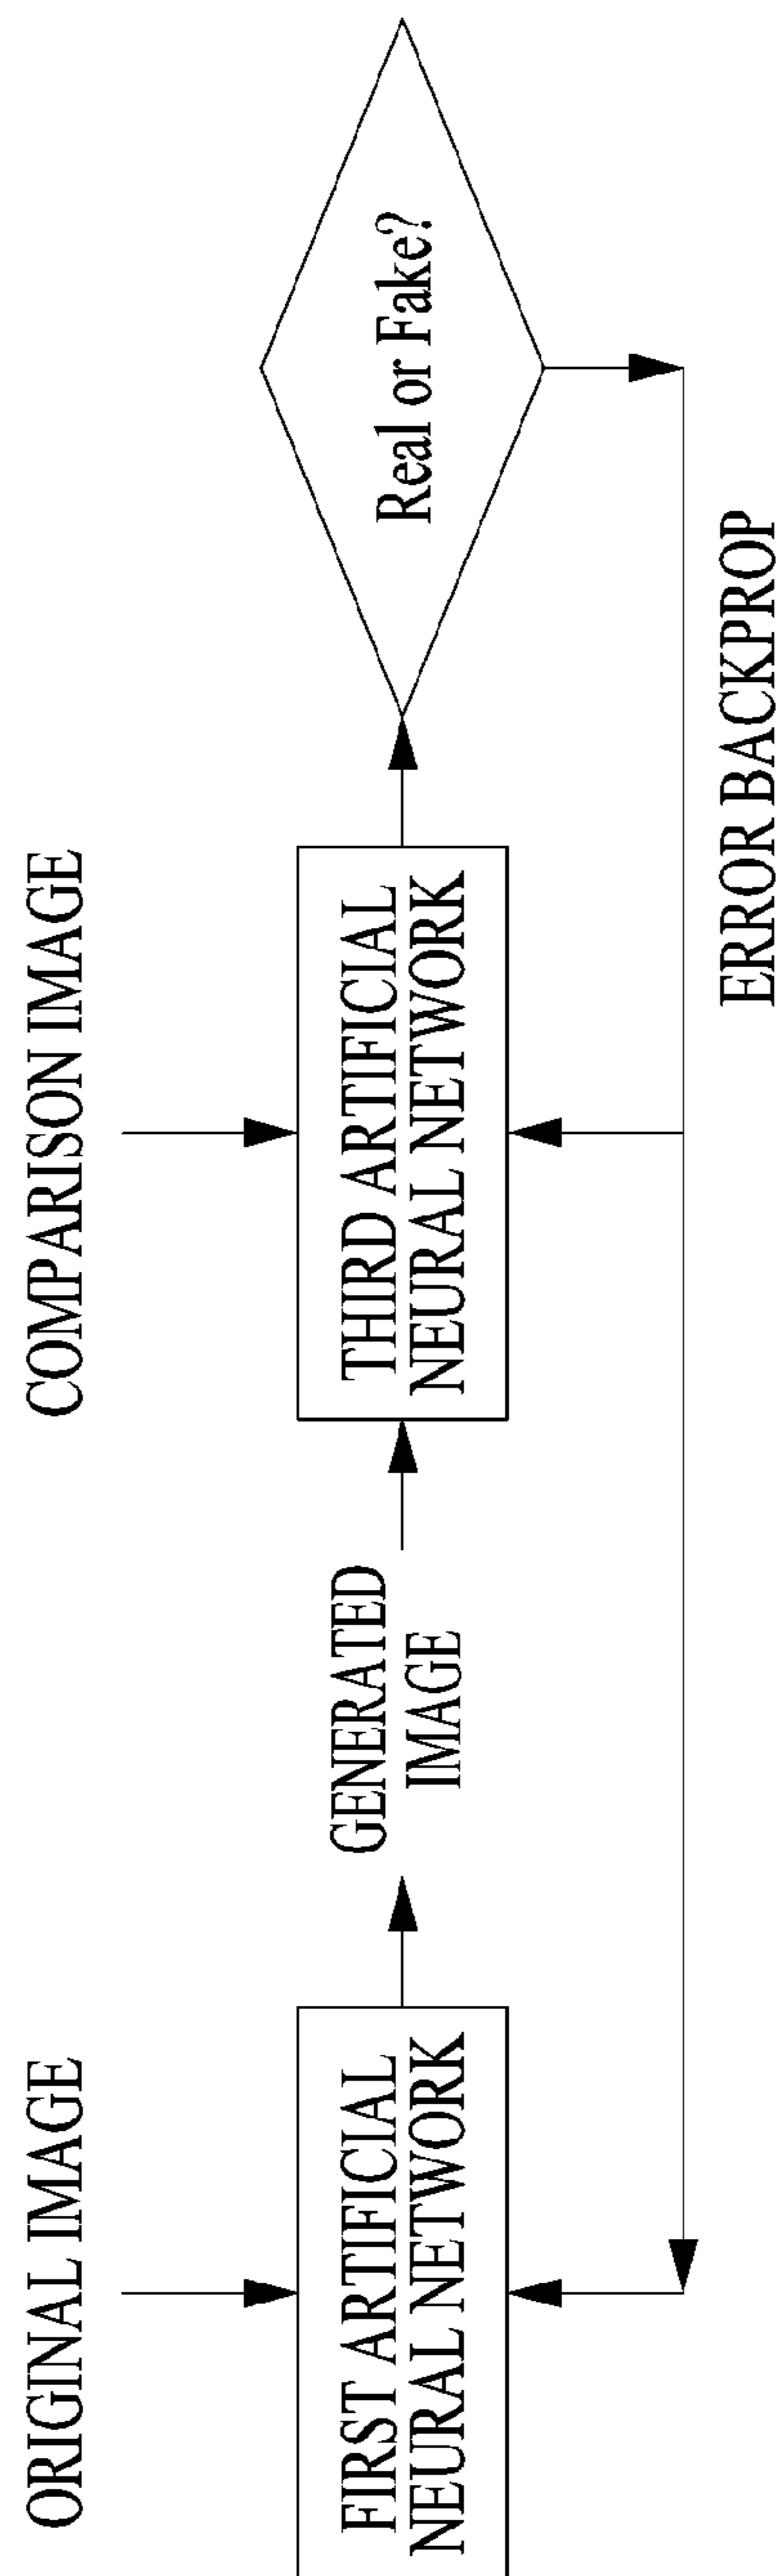 ORIGINAL IMAGE
COMPARISON IMAGE
FIRST ARTIFICIAL
NEURAL NETWORK
GENERATED
IMAGE
THIRD ARTIFICIAL
NEURAL NETWORK
Real or Fake?
ERROR BACKPROP